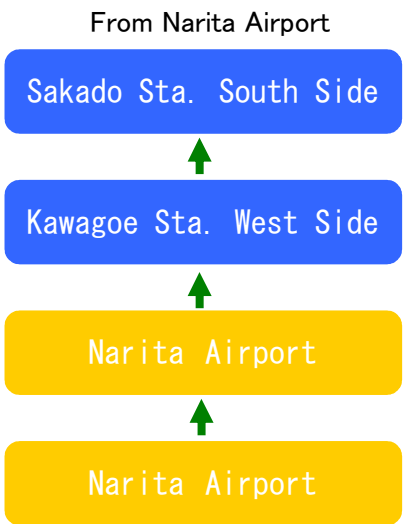 From Narita Airport
Sakado Sta. South Side
Kawagoe Sta. West Side
Narita Airport
Narita Airport